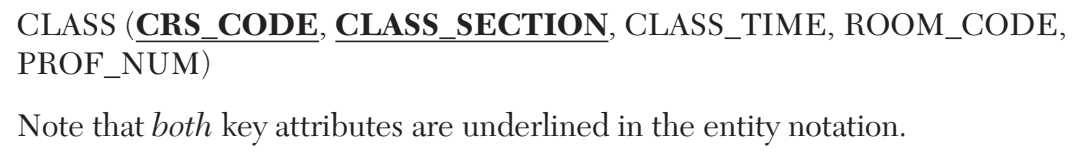 CLASS (CRS_CODE, CLASS_SECTION, CLASS_TIME, ROOM_CODE,
PROF_NUM)
Note that both key attributes are underlined in the entity notation.